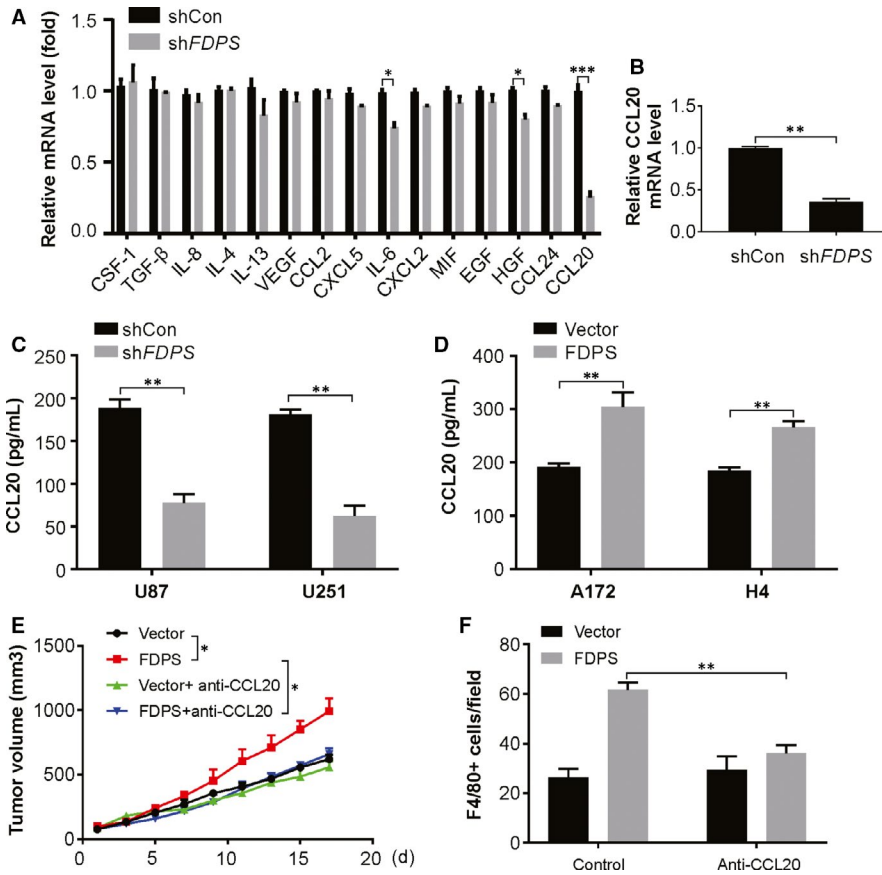 A
shCon
shFDPS
Relative mRNA level (fold)
1.5
1.0
0.5
0.0
*
*
***
CSF-1
TGF-β
IL-8
IL-4
IL-13
VEGF
CCL2
CXCL5
IL-6
CXCL2
MIF
EGF
HGF
CCL24
CCL20
B
Relative CCL20
mRNA level
1.5
1.0
0.5
0.0
**
shCon
shFDPS
C
shCon
shFDPS
CCL20 (pg/mL)
250
200
150
100
50
0
**
**
U87
U251
D
Vector
FDPS
CCL20 (pg/mL)
400
300
200
100
0
**
**
A172
H4
E
Vector
FDPS
Vector+ anti-CCL20
FDPS+anti-CCL20
*
*
Tumor volume (mm3)
1500
1000
500
0
0
5
10
15
20
(d)
F
Vector
FDPS
F4/80+ cells/field
80
60
40
20
0
**
Control
Anti-CCL20